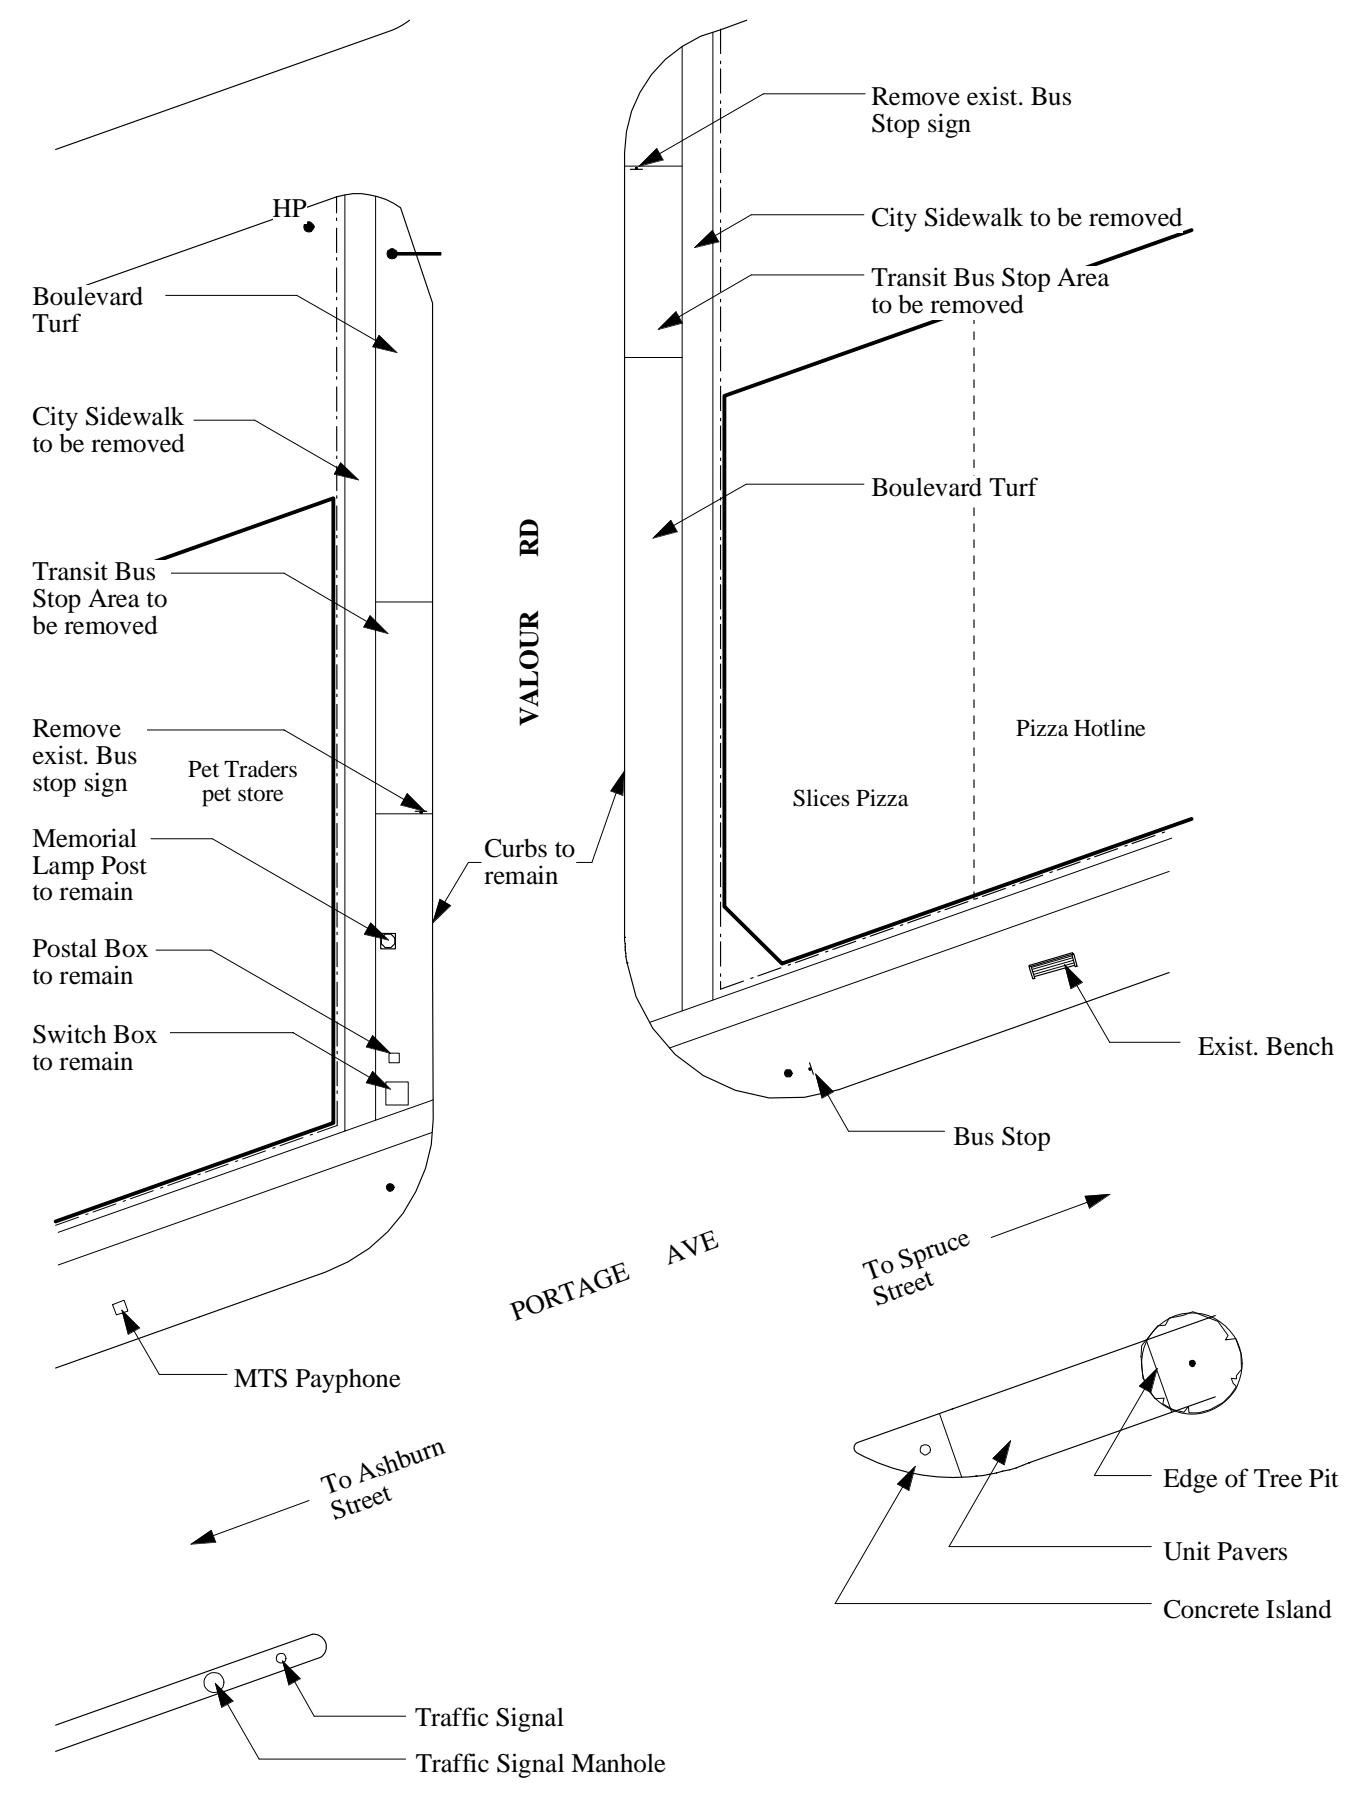 Remove exist. Bus
Stop sign
City Sidewalk to be removed
Transit Bus Stop Area
to be removed
HP
Boulevard
Turf
City Sidewalk
to be removed
Boulevard Turf
VALOUR RD
Transit Bus
Stop Area to
be removed
Remove
exist. Bus
stop sign
Pet Traders
pet store
Pizza Hotline
Slices Pizza
Memorial
Lamp Post
to remain
Curbs to
remain
Postal Box
to remain
Switch Box
to remain
Exist. Bench
Bus Stop
PORTAGE AVE
To Spruce
Street
MTS Payphone
To Ashburn
Street
Edge of Tree Pit
Unit Pavers
Concrete Island
Traffic Signal
Traffic Signal Manhole